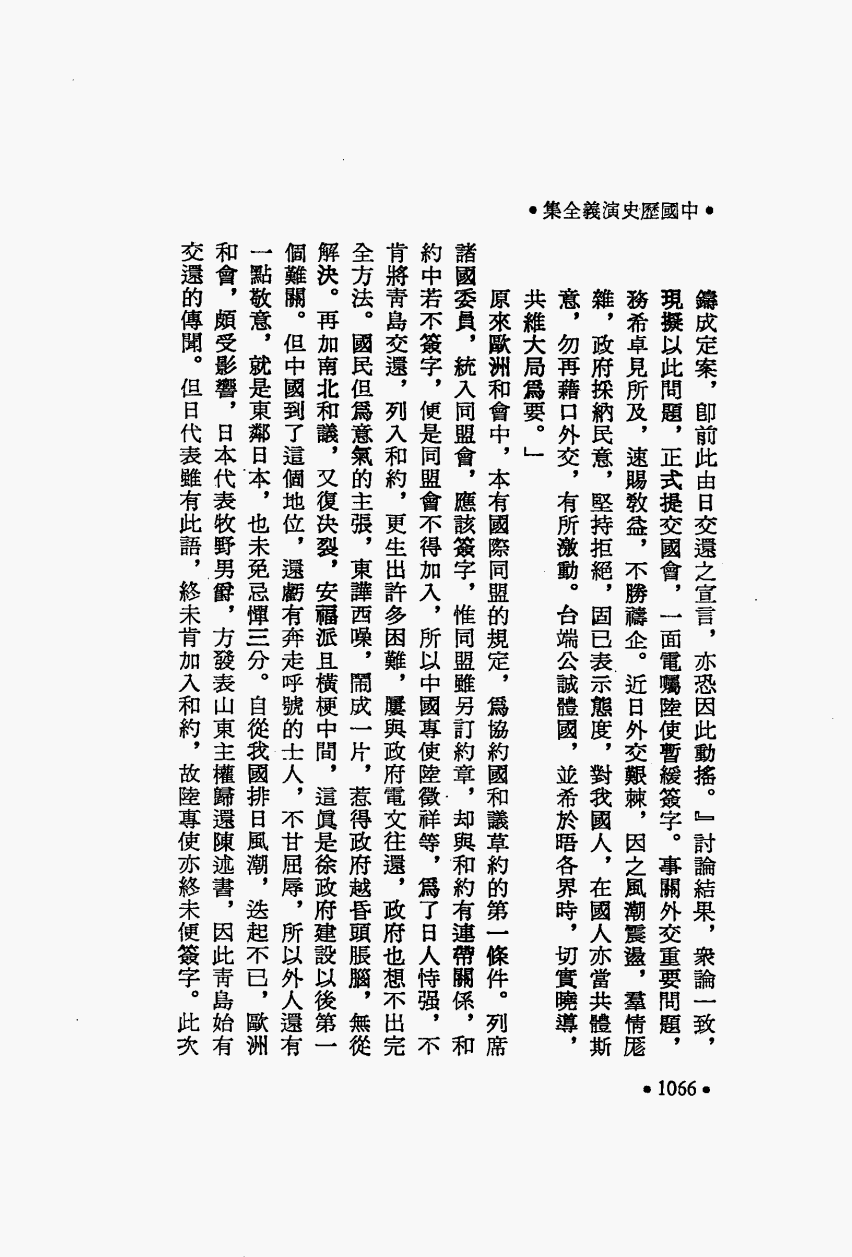 •中國歷史演義全集•
鑄成定案，卽前此由日交還之宣言，亦恐因此動搖。』討論結果，衆論一致，
現擬以此問題，正式提交國會，一面電囑陸使暫緩簽字。事關外交重要問題，
務希卓見所及，速賜敎益，不勝禱企。近日外交艱棘，因之風潮震盪，羣情厖
雜，政府採納民意，堅持拒絕，固已表示態度，對我國人，在國人亦當共體斯
意，勿再藉口外交，有所激動。台端公誠體國，並希於晤各界時，切實曉導，
共維大局爲要。」
原來歐洲和會中，本有國際同盟的規定，爲協約國和議草約的第一條件。列席
諸國委員，統入同盟會，應該簽字，惟同盟雖另訂約章，却與和約有連帶關係，和
約中若不簽字，便是同盟會不得加入，所以中國專使陸徵祥等，爲了日人恃强，不
肯將靑島交還，列入和約，更生出許多困難，屢與政府電文往還，政府也想不出完
全方法。國民但爲意氣的主張，東譁西噪，鬧成一片，惹得政府越昏頭脹腦，無從
解決。再加南北和議，又復決裂，安福派且橫梗中間，這眞是徐政府建設以後第一
個難關。但中國到了這個地位，還虧有奔走呼號的士人，不甘屈辱，所以外人還有
一點敬意，就是東鄰日本，也未免忌憚三分。自從我國排日風潮，迭起不已，歐洲
和會，頗受影響，日本代表牧野男爵，方發表山東主權歸還陳述書，因此靑島始有
交還的傳聞。但日代表雖有此語，終未肯加入和約，故陸專使亦終未便簽字。此次
•1066•